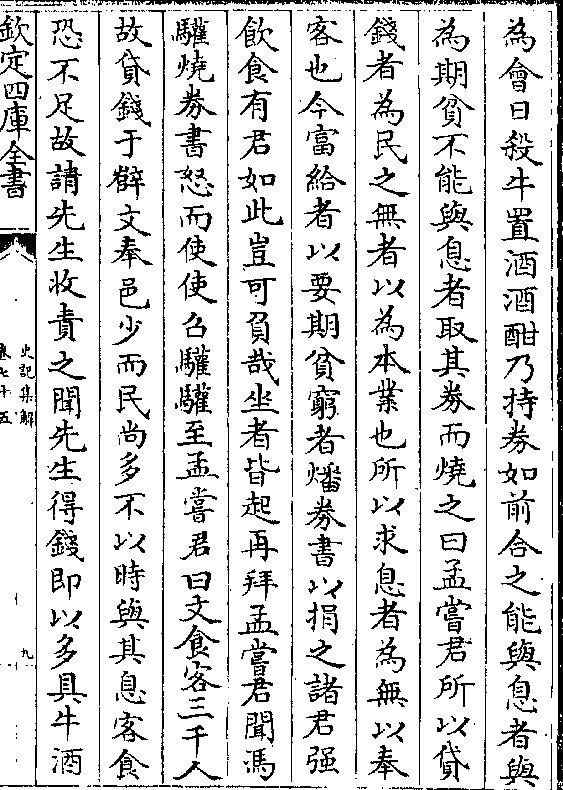 為會日殺牛置酒酒酣乃持券如前合之能與息者與
為期貧不能與息者取其券而燒之曰孟嘗君所以貸
錢者為民之無者以為本業也所以求息者為無以奉
客也今富給者以要期貧窮者燔券書以捐之諸君强
飲食有君如此豈可負哉坐者皆起再拜孟嘗君聞馮
驩燒券書怒而使使召驩驩至孟嘗君曰文食客三千人
故貸錢于薛文奉邑少而民尚多不以時與其息客食
恐不足故請先生收責之聞先生得錢即以多具牛酒
欽定四庫全書
史記集解
卷七十五
九